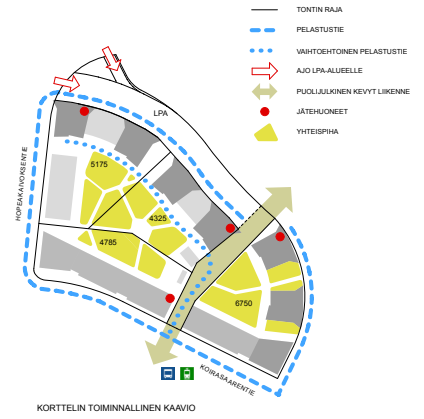 TONTIN RAJA
PELASTUSTIE
VAIHTOEHTOINEN PELASTUSTIE
AJO LPA-ALUEELLE
PUOLIJULKINEN KEVYT LIIKENNE
JÄTEHUONEET
YHTEISPIHA
LPA
HOPEAKAIVOKSENTIE
5175
4325
4785
6750
KOIRASAARENTIE
KORTTELIN TOIMINNALLINEN KAAVIO